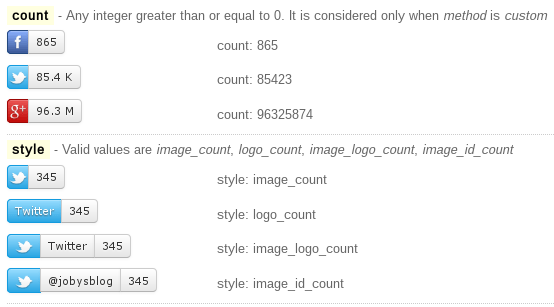 count - Any integer greater than or equal to 0. It is considered only when method is custom
f 865 count: 865
85.4 K count: 85423
g+ 96.3 M count: 96325874
style - Valid values are image_count, logo_count, image_logo_count, image_id_count
345 style: image_count
Twitter 345 style: logo_count
Twitter 345 style: image_logo_count
@jobysblog 345 style: image_id_count